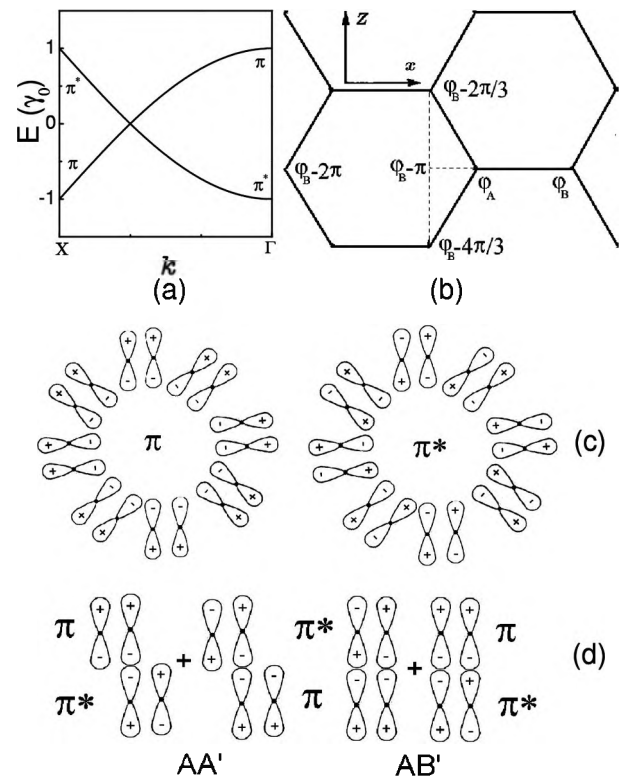 1
π*
π
E (γ₀)
0
π
π*
-1
X
Γ
k
(a)
z
x
φB-2π/3
φB-2π
φB-π
φA
φB
φB-4π/3
(b)
π
π*
(c)
π
π*
+
π*
π
+
π
π*
(d)
AA'
AB'